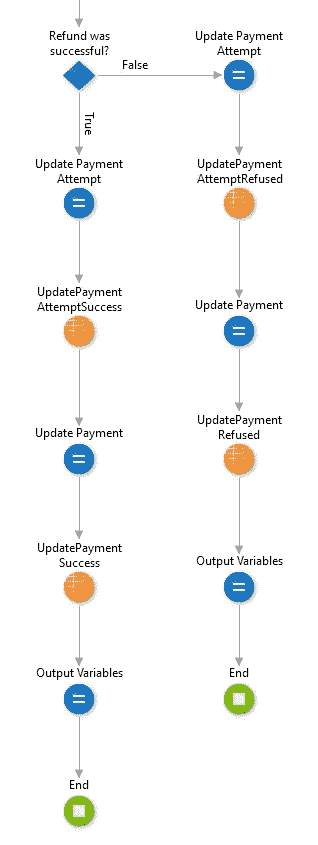 Refund was
successful?
False
True
Update Payment
Attempt
UpdatePayment
AttemptSuccess
Update Payment
UpdatePayment
Success
Output Variables
End
Update Payment
Attempt
UpdatePayment
AttemptRefused
Update Payment
UpdatePayment
Refused
Output Variables
End